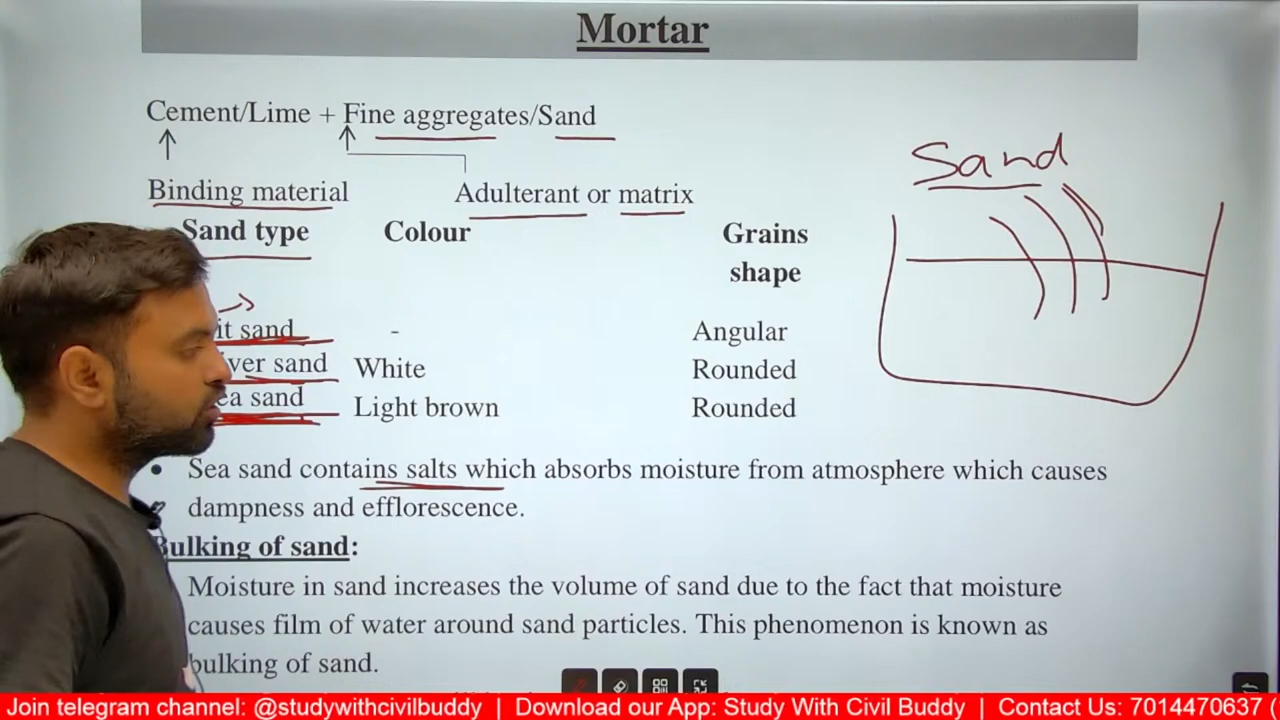 Mortar
Cement/Lime + Fine aggregates/Sand
Sand
Binding material Adulterant or matrix
Sand type Colour Grains shape
it sand - Angular
ver sand White Rounded
ea sand Light brown Rounded
• Sea sand contains salts which absorbs moisture from atmosphere which causes
dampness and efflorescence.
Bulking of sand:
Moisture in sand increases the volume of sand due to the fact that moisture
causes film of water around sand particles. This phenomenon is known as
bulking of sand.
Join telegram channel: @studywithcivilbuddy | Download our App: Study With Civil Buddy | Contact Us: 7014470637 (